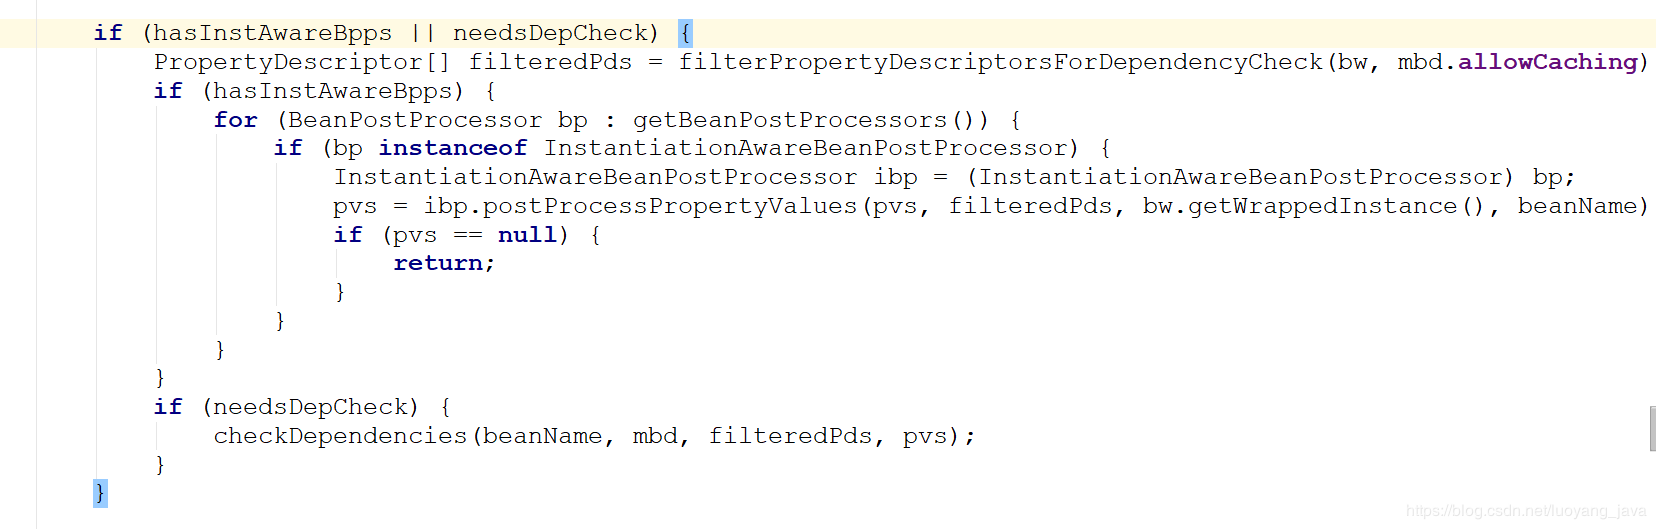 if (hasInstAwareBpps || needsDepCheck) {
PropertyDescriptor[] filteredPds = filterPropertyDescriptorsForDependencyCheck(bw, mbd.allowCaching)
if (hasInstAwareBpps) {
for (BeanPostProcessor bp : getBeanPostProcessors()) {
if (bp instanceof InstantiationAwareBeanPostProcessor) {
InstantiationAwareBeanPostProcessor ibp = (InstantiationAwareBeanPostProcessor) bp;
pvs = ibp.postProcessPropertyValues(pvs, filteredPds, bw.getWrappedInstance(), beanName)
if (pvs == null) {
return;
}
}
}
}
if (needsDepCheck) {
checkDependencies(beanName, mbd, filteredPds, pvs);
}
}
https://blog.csdn.net/luoyang_java